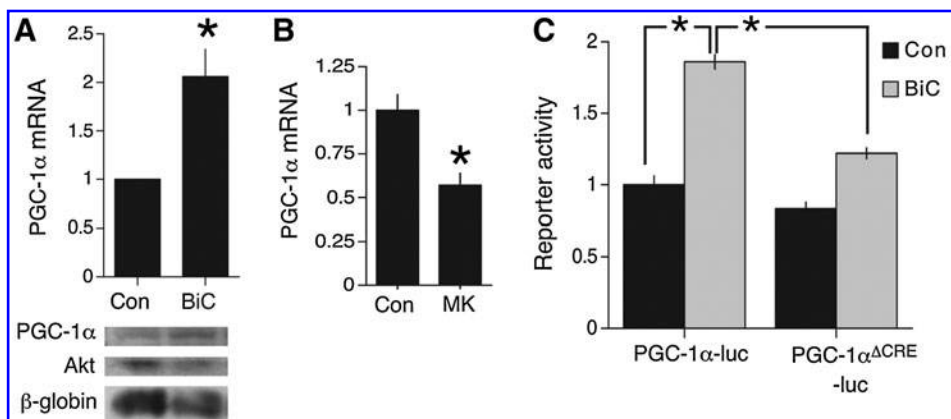 A
PGC-1α mRNA
2.5
2
1.5
1
0.5
0
*
Con BiC
PGC-1α
Akt
β-globin
B
PGC-1α mRNA
1.25
1
0.75
0.5
0.25
0
*
Con MK
C
Reporter activity
2
1.5
1
0.5
0
* *
Con
BiC
PGC-1α-luc
PGC-1αΔCRE
-luc